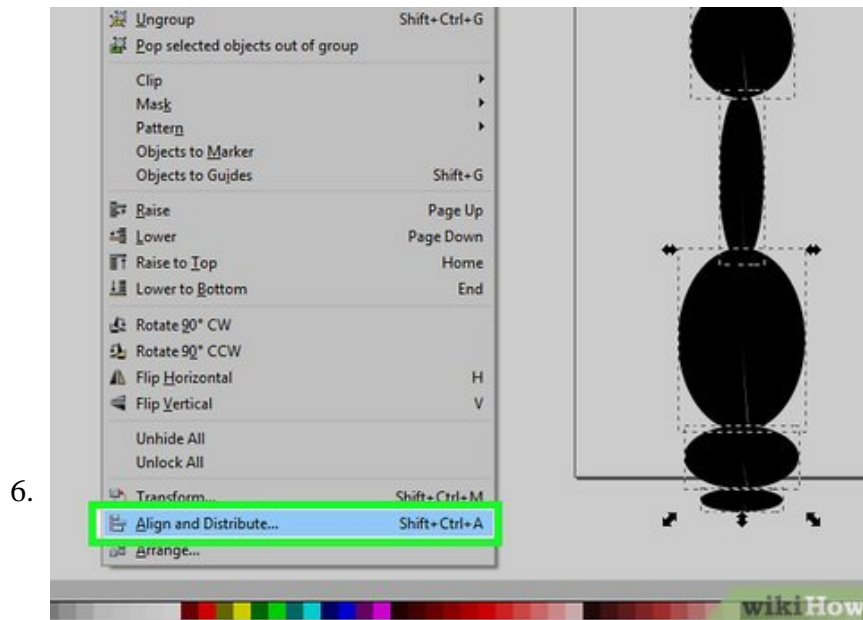 Ungroup Shift+Ctrl+G
Pop selected objects out of group
Clip
Mask
Pattern
Objects to Marker
Objects to Guides Shift+G
Raise Page Up
Lower Page Down
Raise to Top Home
Lower to Bottom End
Rotate 90° CW
Rotate 90° CCW
Flip Horizontal H
Flip Vertical V
Unhide All
Unlock All
6.
Transform... Shift+Ctrl+M
Align and Distribute... Shift+Ctrl+A
Arrange...
wikiHow